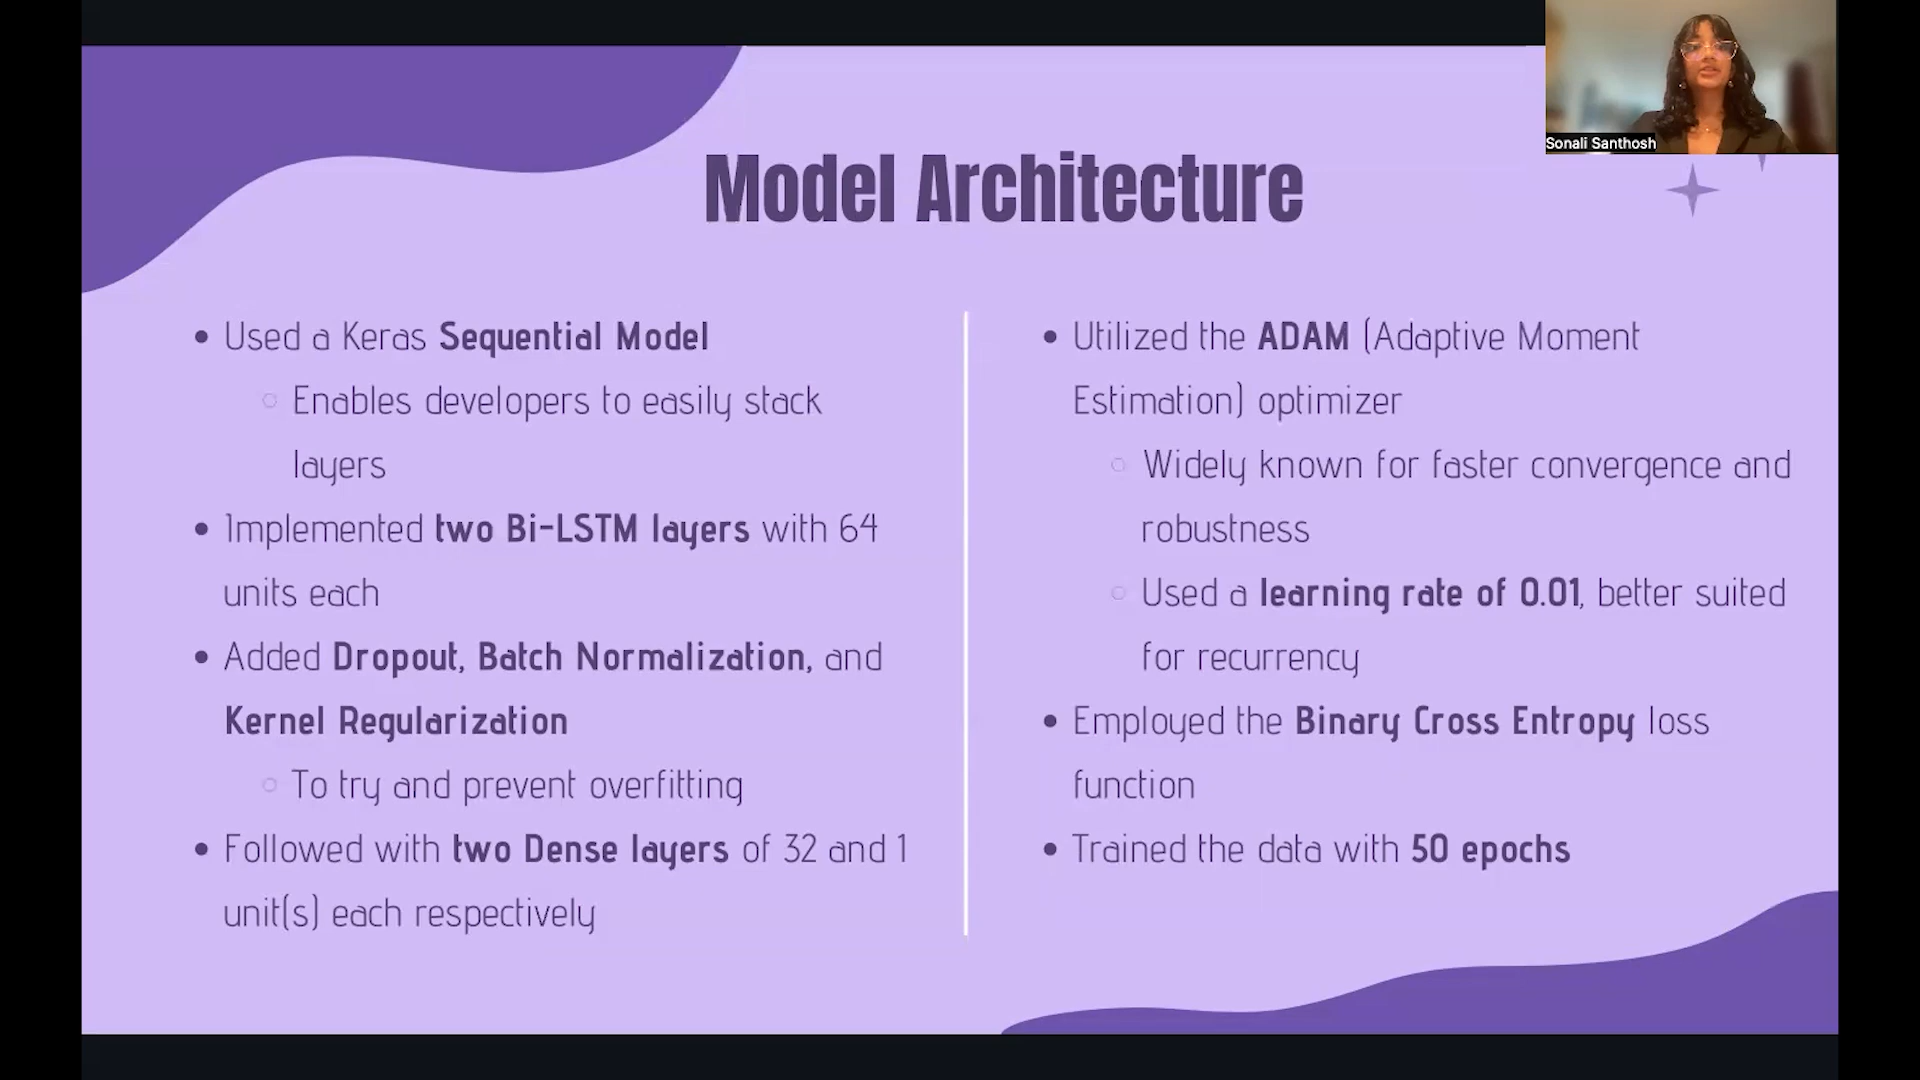 Sonali Santhosh
Model Architecture
• Used a Keras Sequential Model
○ Enables developers to easily stack
layers
• Implemented two Bi-LSTM layers with 64
units each
• Added Dropout, Batch Normalization, and
Kernel Regularization
○ To try and prevent overfitting
• Followed with two Dense layers of 32 and 1
unit(s) each respectively
• Utilized the ADAM (Adaptive Moment
Estimation) optimizer
○ Widely known for faster convergence and
robustness
○ Used a learning rate of 0.01, better suited
for recurrency
• Employed the Binary Cross Entropy loss
function
• Trained the data with 50 epochs